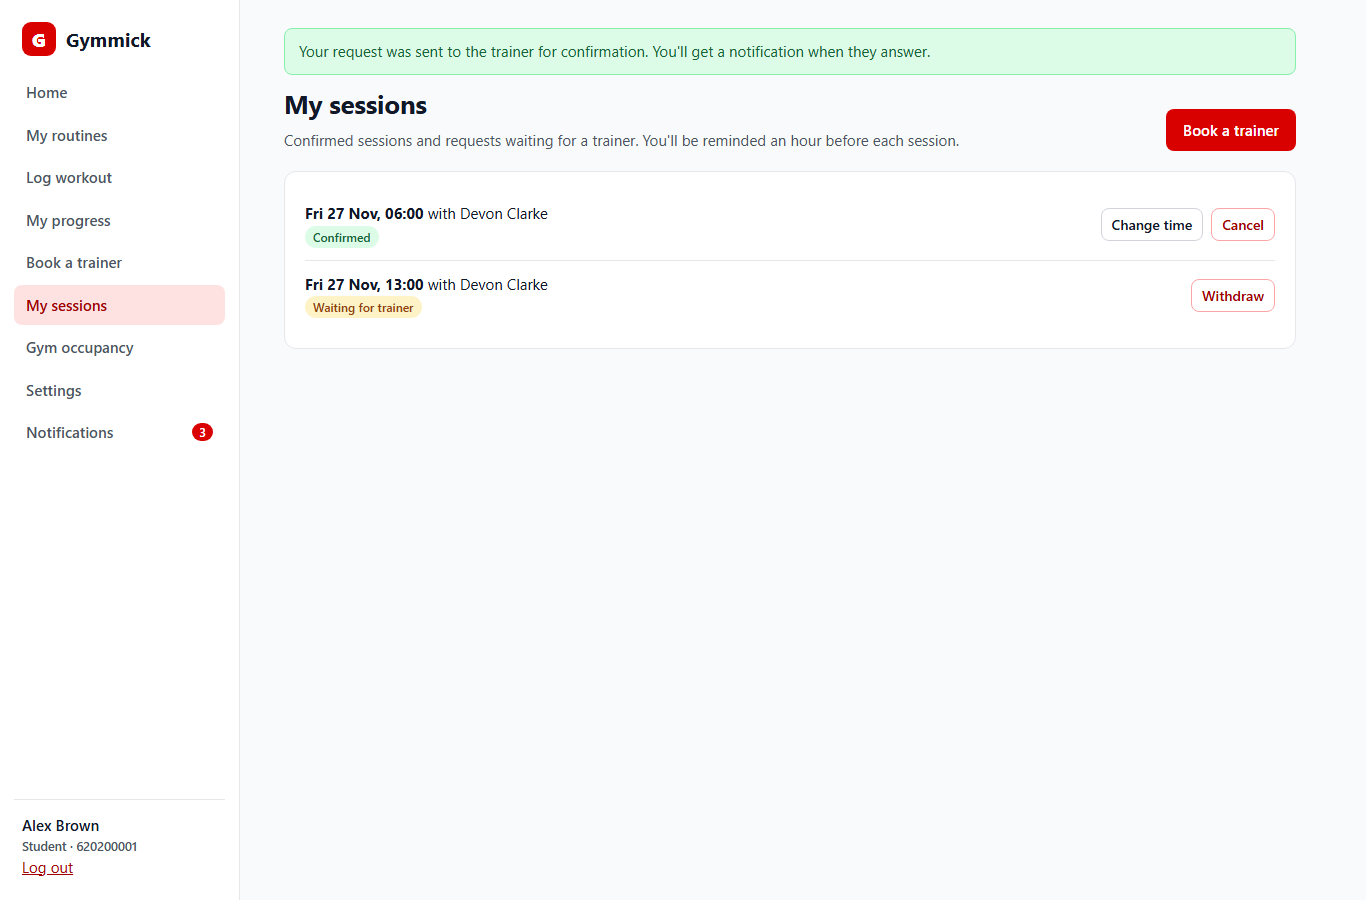 G Gymmick
Home
My routines
Log workout
My progress
Book a trainer
My sessions
Gym occupancy
Settings
Notifications 3
Alex Brown
Student · 620200001
Log out
Your request was sent to the trainer for confirmation. You'll get a notification when they answer.
My sessions
Confirmed sessions and requests waiting for a trainer. You'll be reminded an hour before each session.
Book a trainer
Fri 27 Nov, 06:00 with Devon Clarke
Confirmed
Change time
Cancel
Fri 27 Nov, 13:00 with Devon Clarke
Waiting for trainer
Withdraw